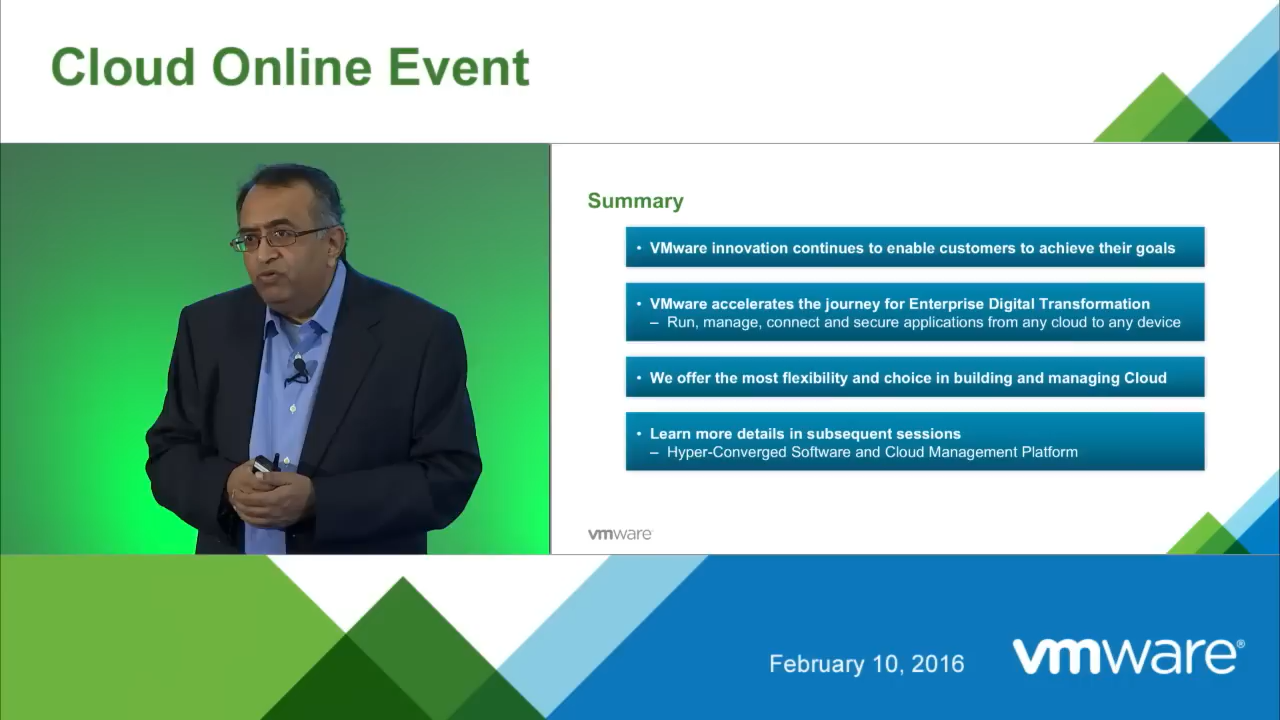 Cloud Online Event
Summary
• VMware innovation continues to enable customers to achieve their goals
• VMware accelerates the journey for Enterprise Digital Transformation
– Run, manage, connect and secure applications from any cloud to any device
• We offer the most flexibility and choice in building and managing Cloud
• Learn more details in subsequent sessions
– Hyper-Converged Software and Cloud Management Platform
vmware
February 10, 2016
vmware®